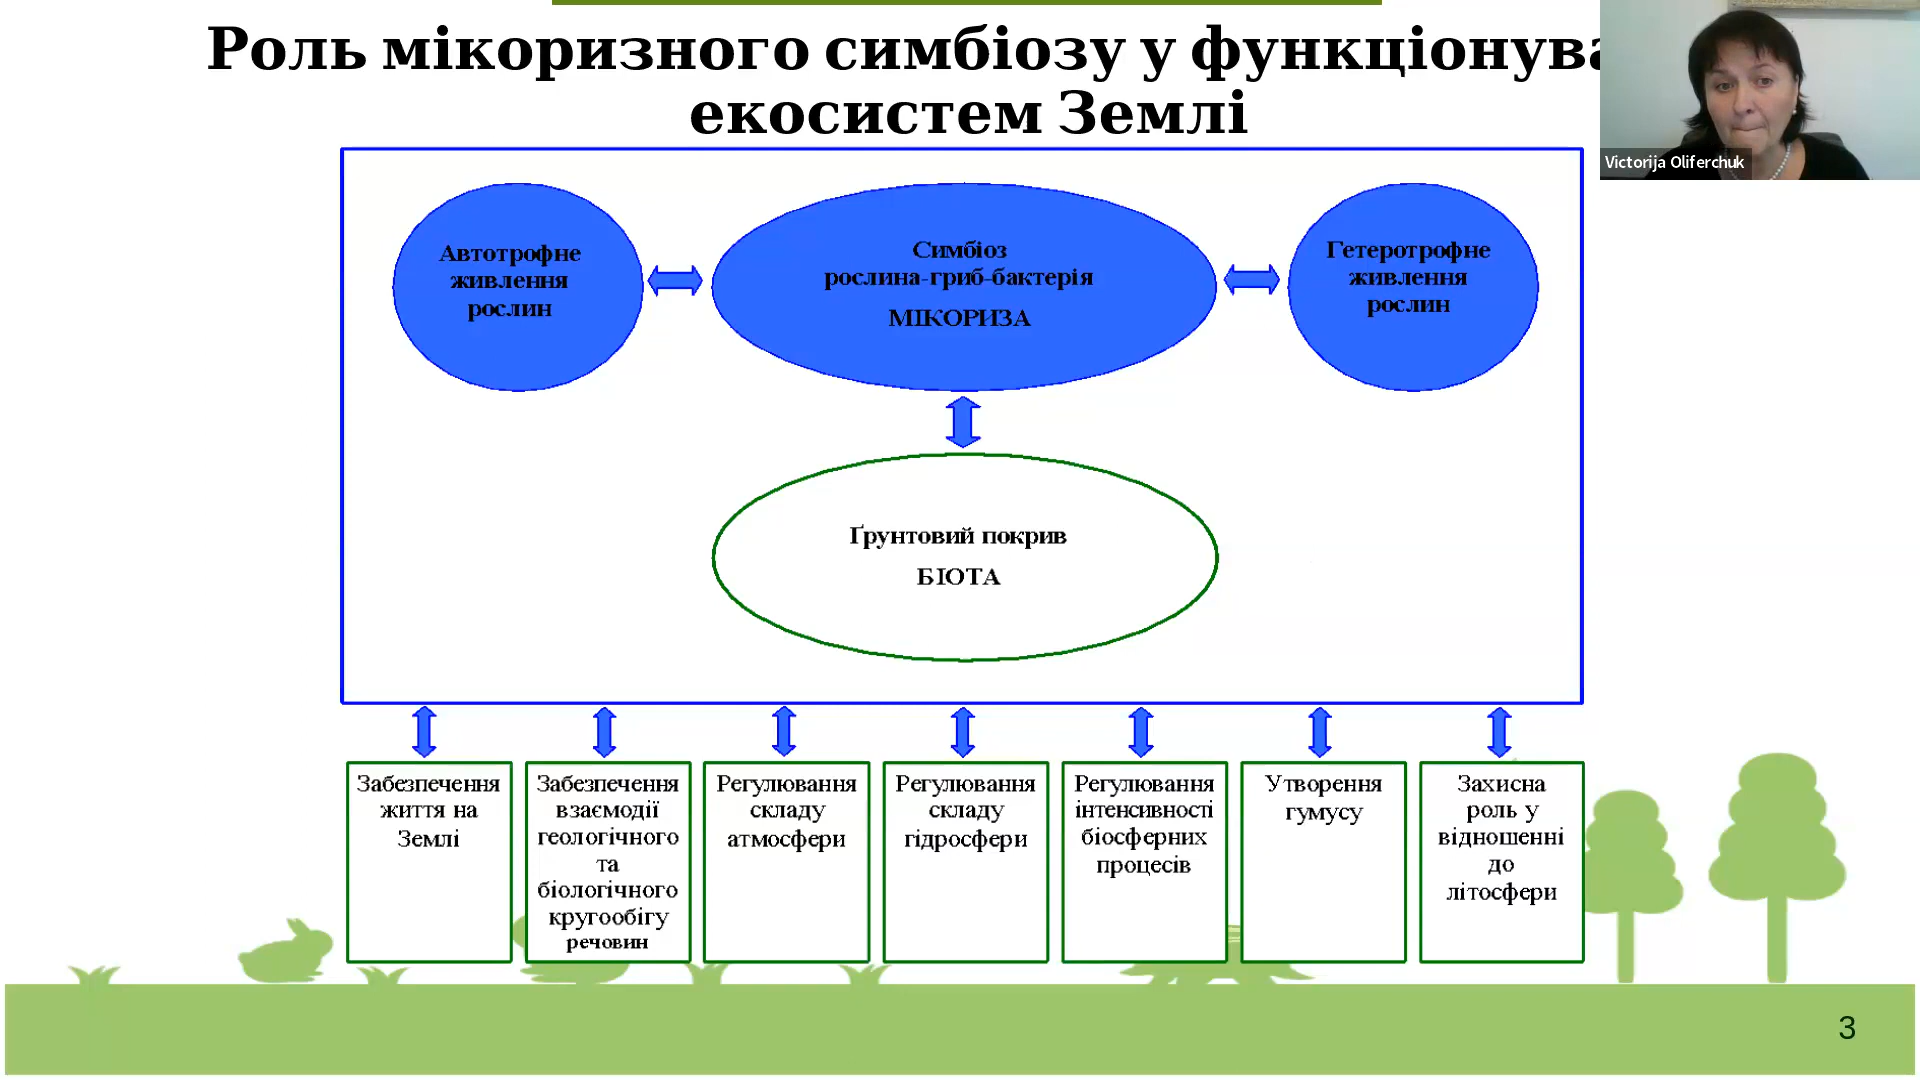 Роль мікоризного симбіозу у функціонува
екосистем Землі
Victorija Oliferchuk
Автотрофне
живлення
рослин
Симбіоз
рослина-гриб-бактерія
МІКОРИЗА
Гетеротрофне
живлення
рослин
Ґрунтовий покрив
БІОТА
Забезпечення
життя на
Землі
Забезпечення
взаємодії
геологічного
та
біологічного
кругообігу
речовин
Регулювання
складу
атмосфери
Регулювання
складу
гідросфери
Регулювання
інтенсивності
біосферних
процесів
Утворення
гумусу
Захисна
роль у
відношенні
до
літосфери
3